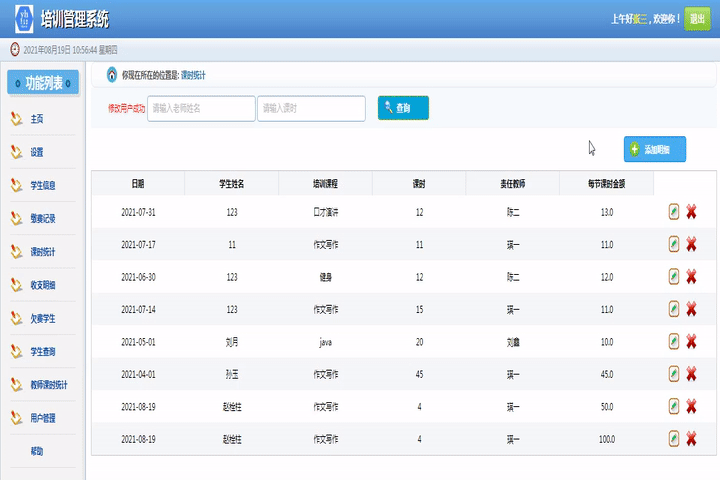 培训管理系统
上午好张三，欢迎你！ 退出
2021年08月19日 10:56:44 星期四
功能列表
主页
设置
学生信息
缴费记录
课时统计
收支明细
欠费学生
学生查询
教师课时统计
用户管理
帮助
你现在所在的位置是: 课时统计
修改用户成功 请输入老师姓名 请输入课时 查询
添加明细
日期 学生姓名 培训课程 课时 责任教师 每节课时金额
2021-07-31 123 口才演讲 12 陈二 13.0
2021-07-17 11 作文写作 11 琪一 11.0
2021-06-30 123 健身 12 陈二 12.0
2021-07-14 123 作文写作 15 琪一 11.0
2021-05-01 刘月 java 20 刘鑫 10.0
2021-04-01 孙玉 作文写作 45 琪一 45.0
2021-08-19 赵栓柱 作文写作 4 琪一 50.0
2021-08-19 赵栓柱 作文写作 4 琪一 100.0